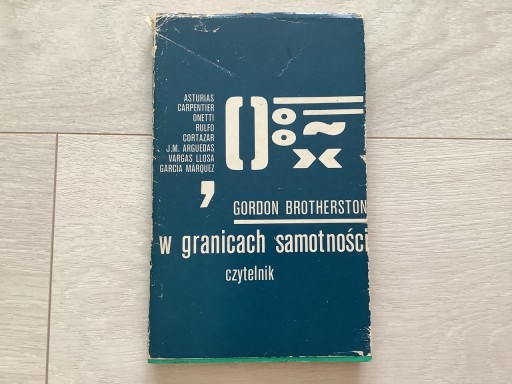 ASTURIAS
CARPENTIER
ONETTI
RULFO
CORTAZAR
J.M. ARGUEDAS
VARGAS LLOSA
GARCIA MARQUEZ
GORDON BROTHERSTON
w granicach samotności
czytelnik